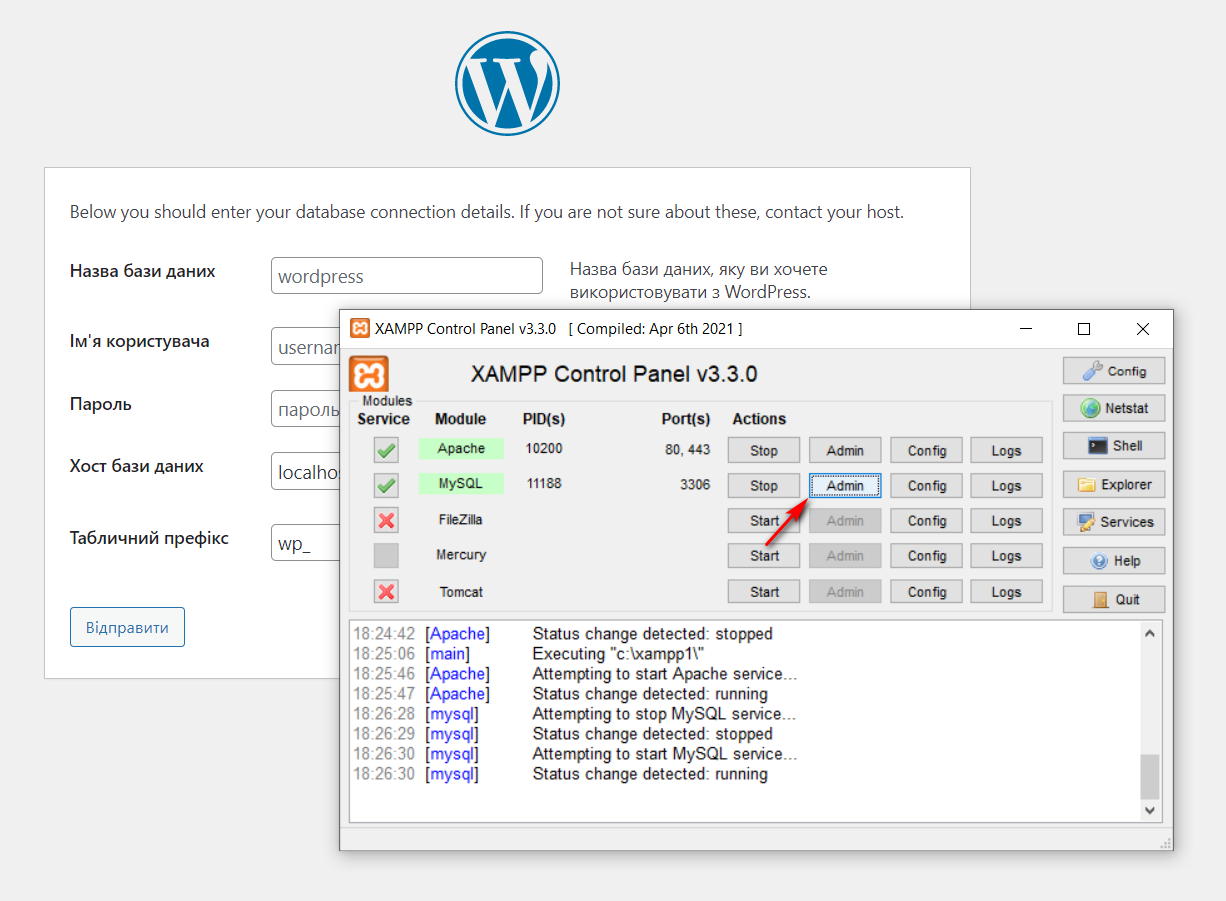 Below you should enter your database connection details. If you are not sure about these, contact your host.
Назва бази даних
wordpress
Назва бази даних, яку ви хочете
використовувати з WordPress.
Ім'я користувача
Пароль
пароль
Хост бази даних
Табличний префікс
wp_
Відправити
XAMPP Control Panel v3.3.0 [ Compiled: Apr 6th 2021 ]
XAMPP Control Panel v3.3.0
Modules
Service Module PID(s) Port(s) Actions
Apache 10200 80, 443 Stop Admin Config Logs
MySQL 11188 3306 Stop Admin Config Logs
FileZilla Start Admin Config Logs
Mercury Start Admin Config Logs
Tomcat Start Admin Config Logs
Config
Netstat
Shell
Explorer
Services
Help
Quit
18:24:42 [Apache] Status change detected: stopped
18:25:06 [main] Executing "c:\xampp1\"
18:25:46 [Apache] Attempting to start Apache service...
18:25:47 [Apache] Status change detected: running
18:26:28 [mysql] Attempting to stop MySQL service...
18:26:29 [mysql] Status change detected: stopped
18:26:30 [mysql] Attempting to start MySQL service...
18:26:30 [mysql] Status change detected: running